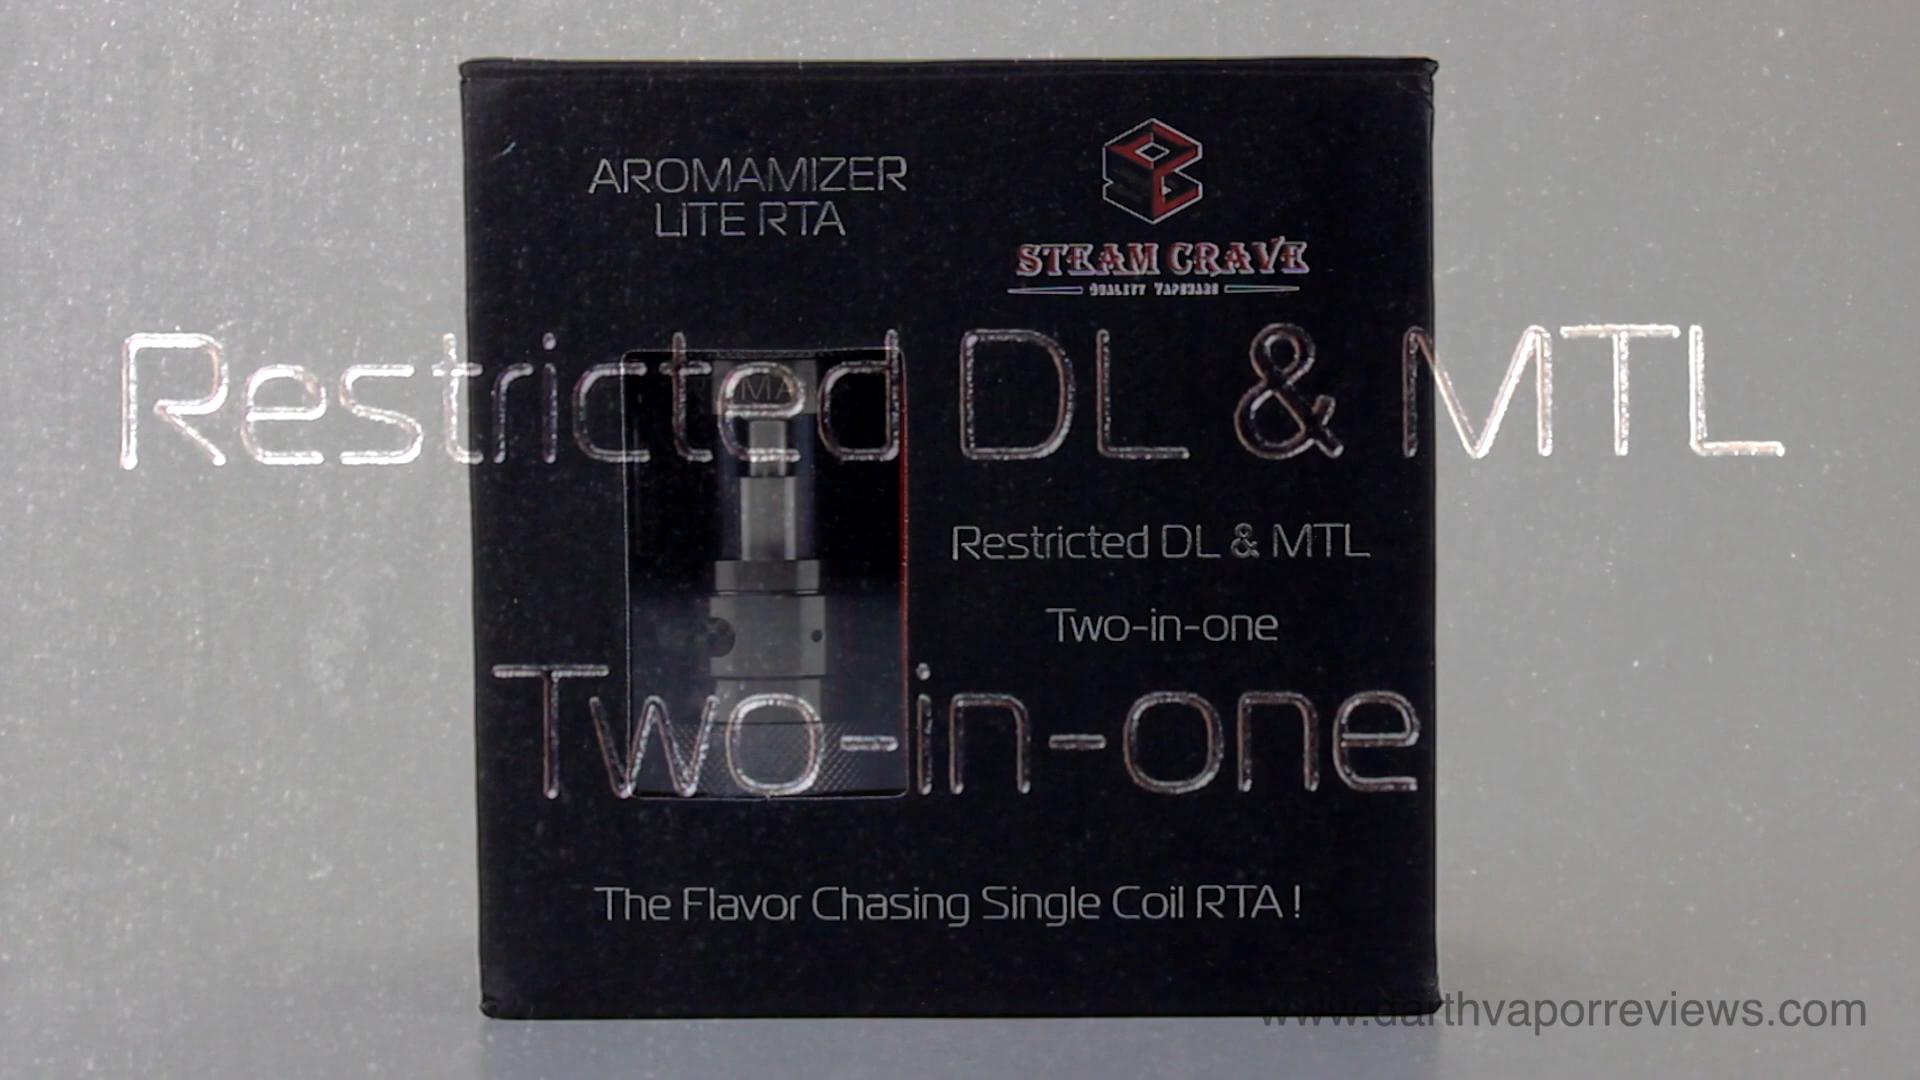 AROMAMIZER
LITE RTA
STEAM CRAVE
QUALITY VAPEWARE
Restricted DL & MTL
Restricted DL & MTL
Two-in-one
Two-in-one
The Flavor Chasing Single Coil RTA !
www.darthvaporreviews.com